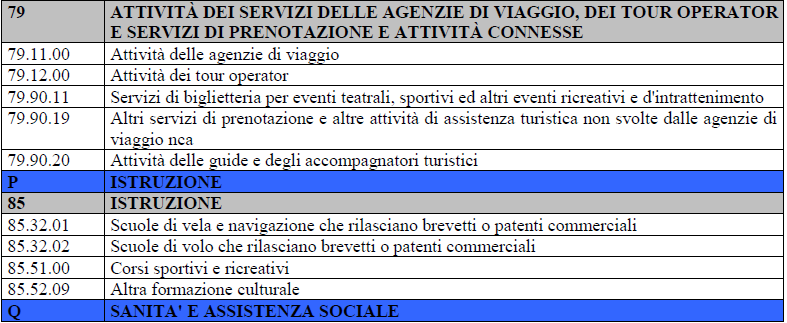 79 ATTIVITÀ DEI SERVIZI DELLE AGENZIE DI VIAGGIO, DEI TOUR OPERATOR
E SERVIZI DI PRENOTAZIONE E ATTIVITÀ CONNESSE
79.11.00 Attività delle agenzie di viaggio
79.12.00 Attività dei tour operator
79.90.11 Servizi di biglietteria per eventi teatrali, sportivi ed altri eventi ricreativi e d'intrattenimento
79.90.19 Altri servizi di prenotazione e altre attività di assistenza turistica non svolte dalle agenzie di
viaggio nca
79.90.20 Attività delle guide e degli accompagnatori turistici
P ISTRUZIONE
85 ISTRUZIONE
85.32.01 Scuole di vela e navigazione che rilasciano brevetti o patenti commerciali
85.32.02 Scuole di volo che rilasciano brevetti o patenti commerciali
85.51.00 Corsi sportivi e ricreativi
85.52.09 Altra formazione culturale
Q SANITA' E ASSISTENZA SOCIALE